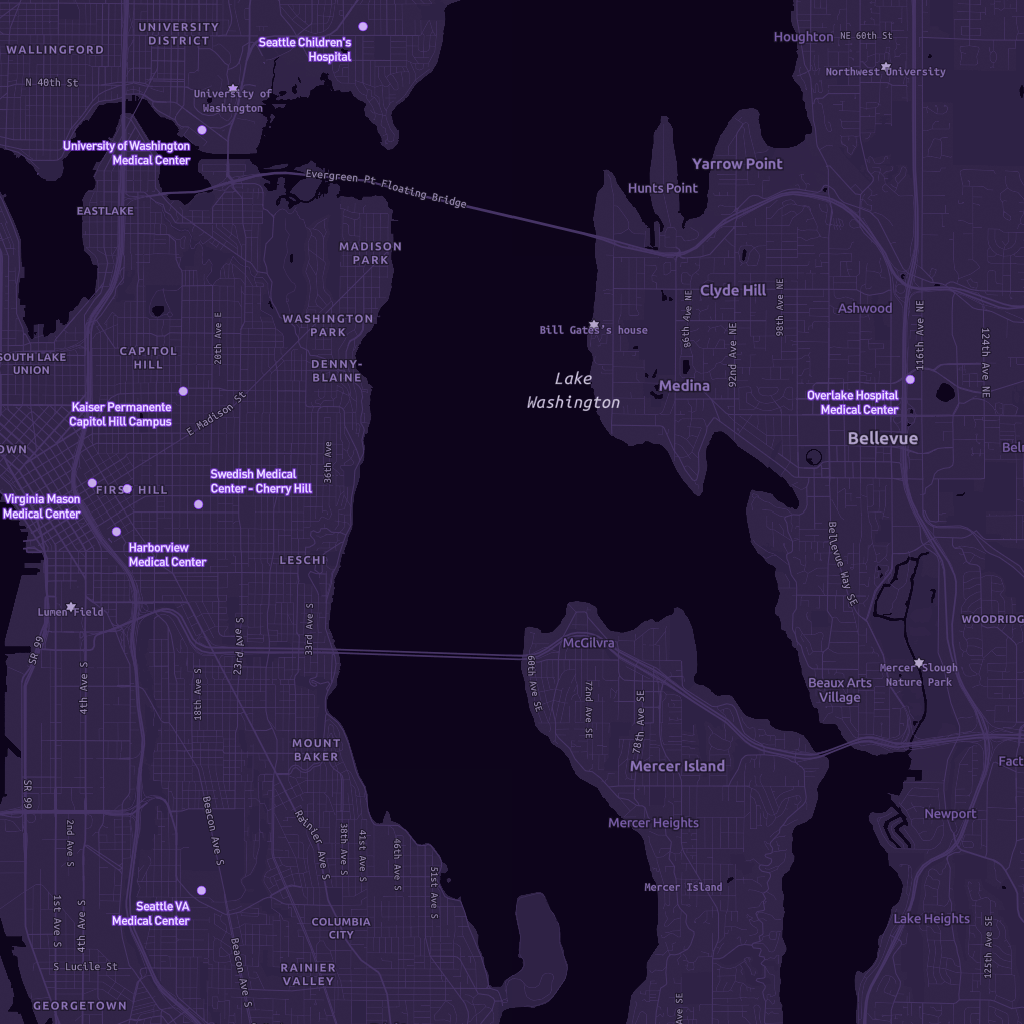 UNIVERSITY
DISTRICT
WALLINGFORD
Seattle Children's
Hospital
Houghton
NE 60th St
N 40th St
Northwest University
University of
Washington
University of Washington
Medical Center
Yarrow Point
Evergreen Pt Floating Bridge
Hunts Point
EASTLAKE
MADISON
PARK
Clyde Hill
Ashwood
WASHINGTON
PARK
20th Ave E
86th Ave NE
92nd Ave NE
98th Ave NE
116th Ave NE
124th Ave NE
Bill Gates's house
SOUTH LAKE
UNION
CAPITOL
HILL
DENNY-
BLAINE
Lake
Washington
Medina
Overlake Hospital
Medical Center
Kaiser Permanente
Capitol Hill Campus
E Madison St
Bellevue
OWN
36th Ave
Swedish Medical
Center - Cherry Hill
FIRST HILL
Virginia Mason
Medical Center
Harborview
Medical Center
LESCHI
Bellevue Way SE
Lumen Field
33rd Ave S
23rd Ave S
SR 99
McGilvra
WOODRIDG
Mercer Slough
Nature Park
4th Ave S
18th Ave S
60th Ave SE
72nd Ave SE
78th Ave SE
Beaux Arts
Village
MOUNT
BAKER
Mercer Island
Fact
SR 99
Beacon Ave S
Rainier Ave S
38th Ave S
41st Ave S
46th Ave S
51st Ave S
2nd Ave S
Mercer Heights
Newport
Mercer Island
Seattle VA
Medical Center
1st Ave S
4th Ave S
COLUMBIA
CITY
Lake Heights
125th Ave SE
Beacon Ave S
S Lucile St
RAINIER
VALLEY
GEORGETOWN
Ave SE